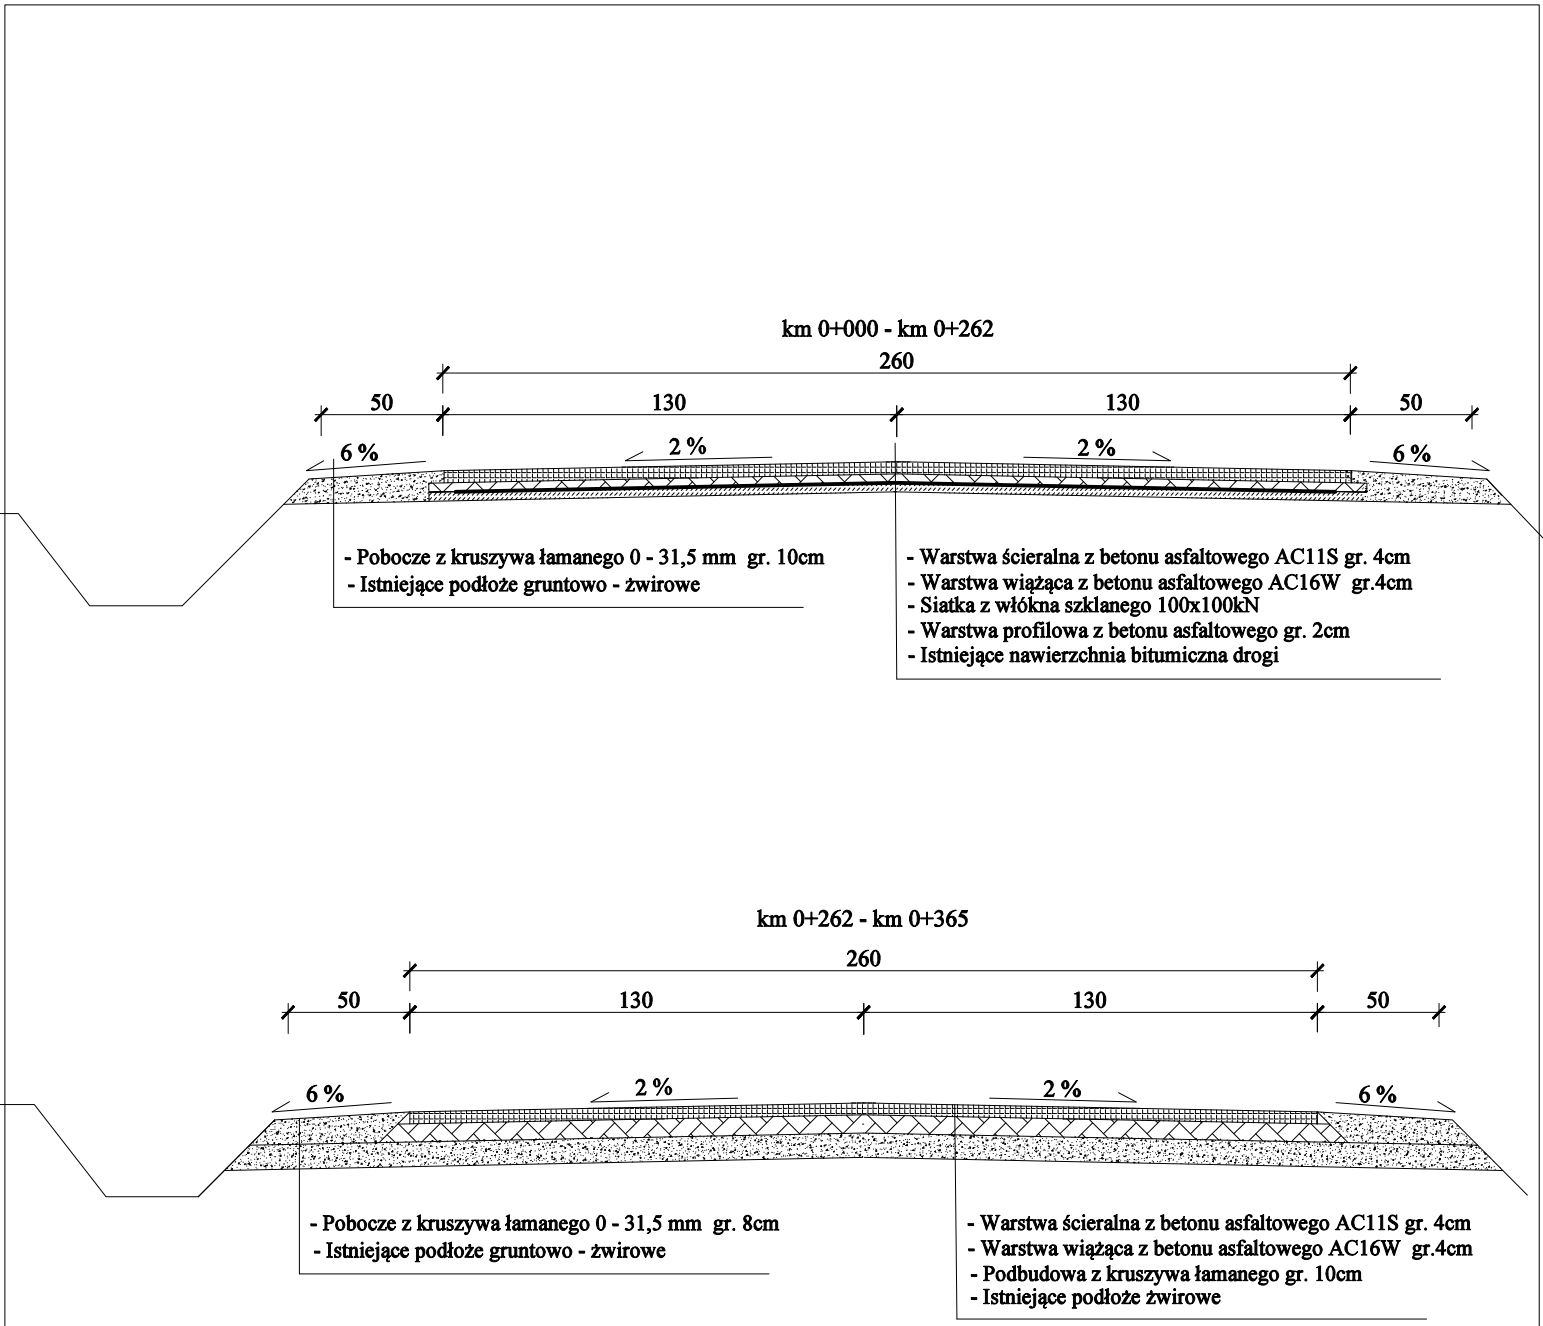 km 0+000 - km 0+262
260
50 130 130 50
6 % 2 % 2 % 6 %
- Pobocze z kruszywa łamanego 0 - 31,5 mm gr. 10cm
- Istniejące podłoże gruntowo - żwirowe
- Warstwa ścieralna z betonu asfaltowego AC11S gr. 4cm
- Warstwa wiążąca z betonu asfaltowego AC16W gr.4cm
- Siatka z włókna szklanego 100x100kN
- Warstwa profilowa z betonu asfaltowego gr. 2cm
- Istniejące nawierzchnia bitumiczna drogi
km 0+262 - km 0+365
260
50 130 130 50
6 % 2 % 2 % 6 %
- Pobocze z kruszywa łamanego 0 - 31,5 mm gr. 8cm
- Istniejące podłoże gruntowo - żwirowe
- Warstwa ścieralna z betonu asfaltowego AC11S gr. 4cm
- Warstwa wiążąca z betonu asfaltowego AC16W gr.4cm
- Podbudowa z kruszywa łamanego gr. 10cm
- Istniejące podłoże żwirowe